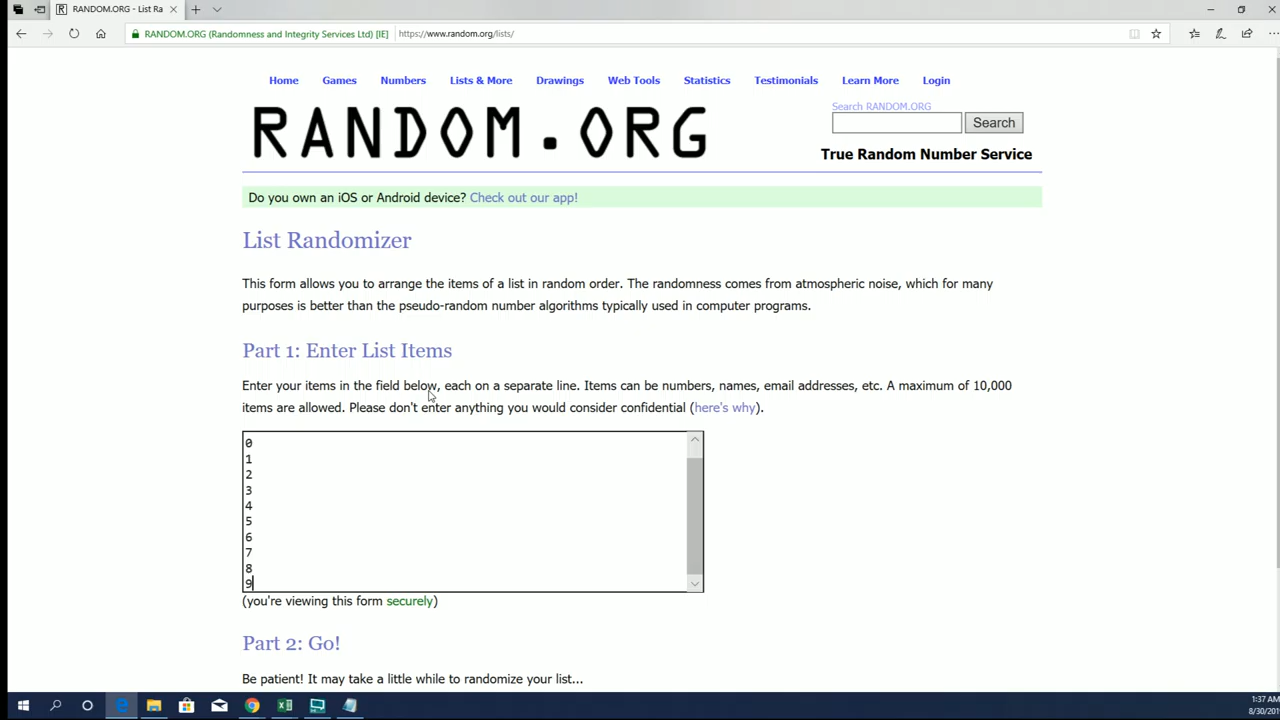 RANDOM.ORG - List Ra
RANDOM.ORG (Randomness and Integrity Services Ltd) [IE] https://www.random.org/lists/
Home Games Numbers Lists & More Drawings Web Tools Statistics Testimonials Learn More Login
RANDOM.ORG
Search RANDOM.ORG
Search
True Random Number Service
Do you own an iOS or Android device? Check out our app!
List Randomizer
This form allows you to arrange the items of a list in random order. The randomness comes from atmospheric noise, which for many
purposes is better than the pseudo-random number algorithms typically used in computer programs.
Part 1: Enter List Items
Enter your items in the field below, each on a separate line. Items can be numbers, names, email addresses, etc. A maximum of 10,000
items are allowed. Please don't enter anything you would consider confidential (here's why).
0
1
2
3
4
5
6
7
8
9
(you're viewing this form securely)
Part 2: Go!
Be patient! It may take a little while to randomize your list...
1:37 AM
8/30/201